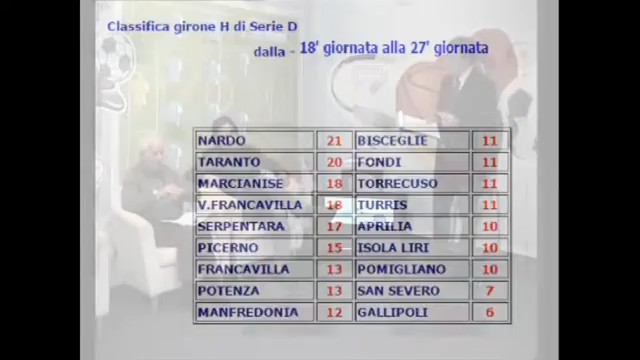 Classifica girone H di Serie D
dalla - 18' giornata alla 27' giornata
NARDO 21 BISCEGLIE 11
TARANTO 20 FONDI 11
MARCIANISE 18 TORRECUSO 11
V.FRANCAVILLA 18 TURRIS 11
SERPENTARA 17 APRILIA 10
PICERNO 15 ISOLA LIRI 10
FRANCAVILLA 13 POMIGLIANO 10
POTENZA 13 SAN SEVERO 7
MANFREDONIA 12 GALLIPOLI 6